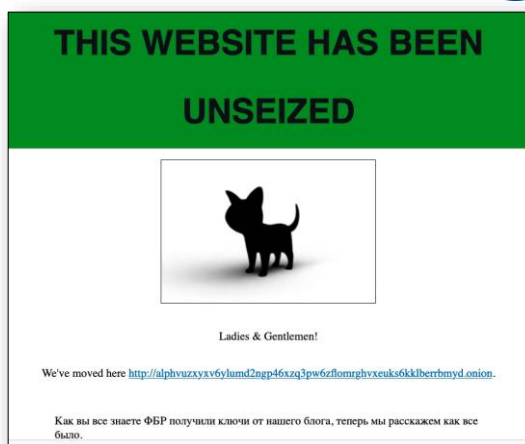 THIS WEBSITE HAS BEEN
UNSEIZED
Ladies & Gentlemen!
We've moved here http://alphvuzxyxv6ylumd2ngp46xzq3pw6zflomrghvxeuks6kklberrbmyd.onion.
Как вы все знаете ФБР получили ключи от нашего блога, теперь мы расскажем как все
было.